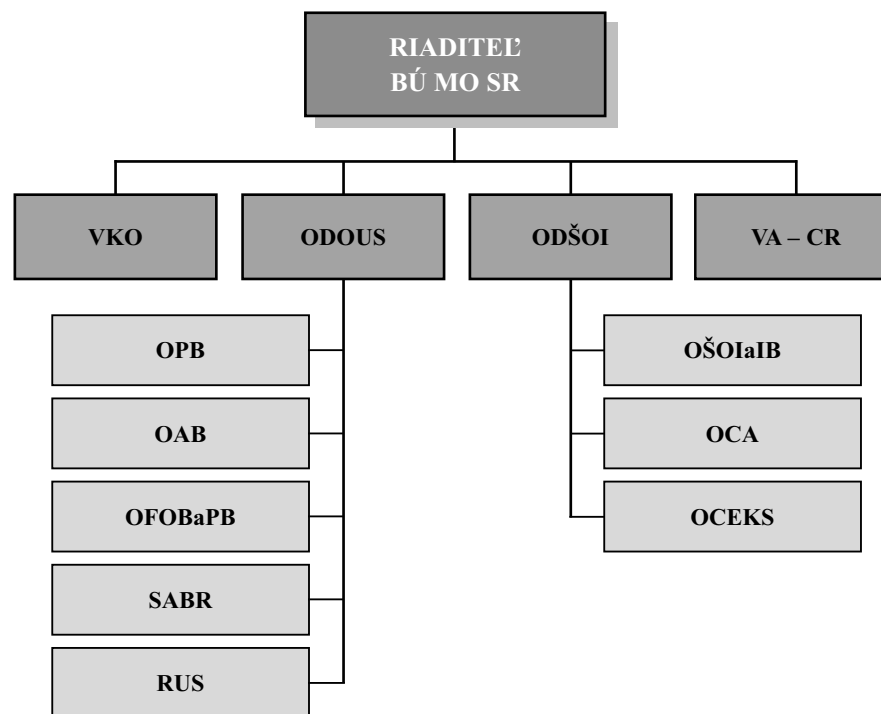 RIADITEĽ
BÚ MO SR
VKO
ODOUS
ODŠOI
VA – CR
OPB
OAB
OFOBaPB
SABR
RUS
OŠOIaIB
OCA
OCEKS